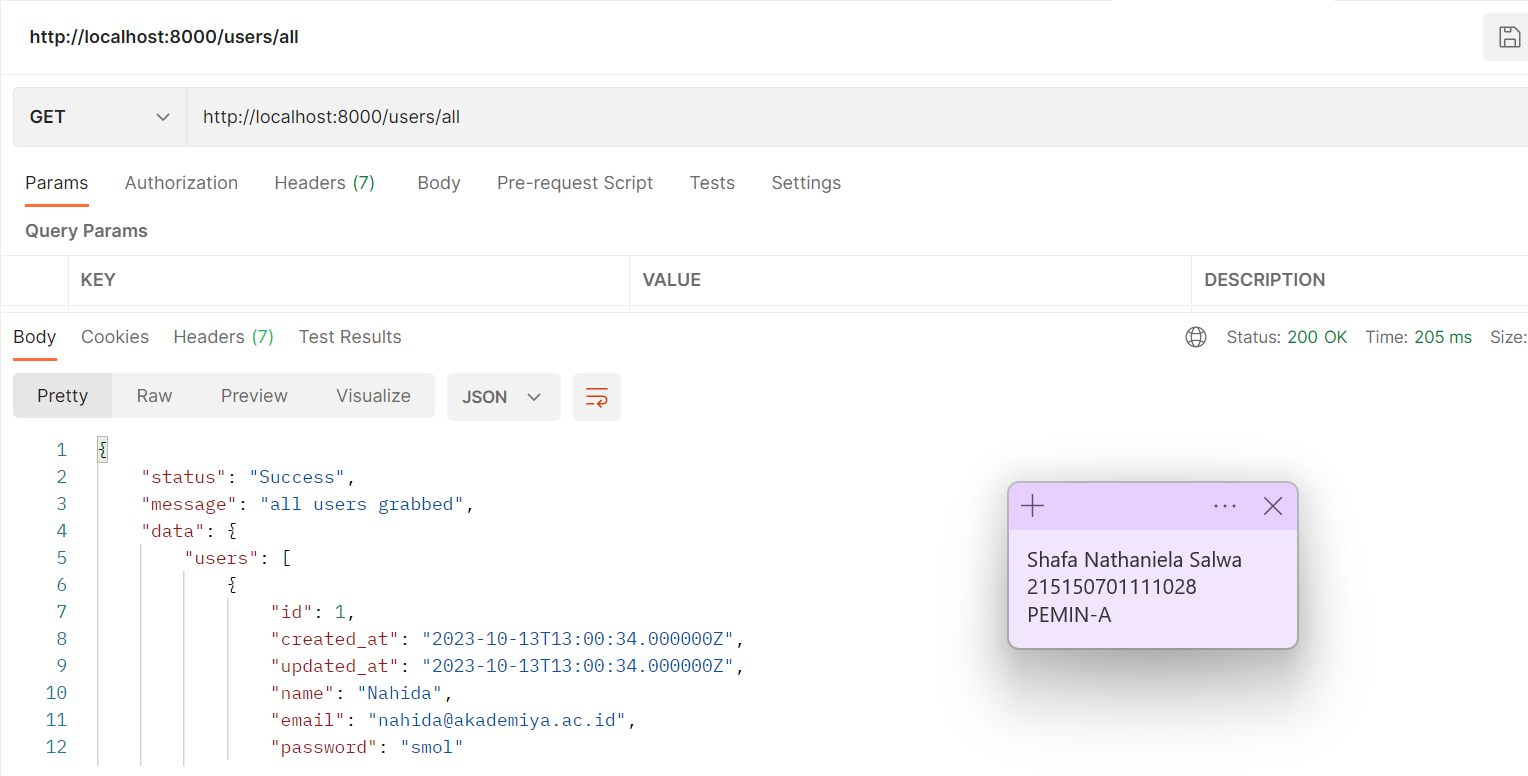 http://localhost:8000/users/all
GET http://localhost:8000/users/all
Params Authorization Headers (7) Body Pre-request Script Tests Settings
Query Params
KEY VALUE DESCRIPTION
Body Cookies Headers (7) Test Results Status: 200 OK Time: 205 ms Size:
Pretty Raw Preview Visualize JSON
1 {
2 "status": "Success",
3 "message": "all users grabbed",
4 "data": {
5 "users": [
6 {
7 "id": 1,
8 "created_at": "2023-10-13T13:00:34.000000Z",
9 "updated_at": "2023-10-13T13:00:34.000000Z",
10 "name": "Nahida",
11 "email": "nahida@akademiya.ac.id",
12 "password": "smol"
Shafa Nathaniela Salwa
215150701111028
PEMIN-A